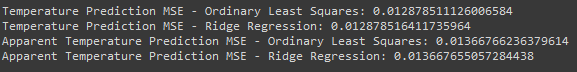 Temperature Prediction MSE - Ordinary Least Squares: 0.012878511126006584
Temperature Prediction MSE - Ridge Regression: 0.012878516411735964
Apparent Temperature Prediction MSE - Ordinary Least Squares: 0.01366766236379614
Apparent Temperature Prediction MSE - Ridge Regression: 0.013667655057284438